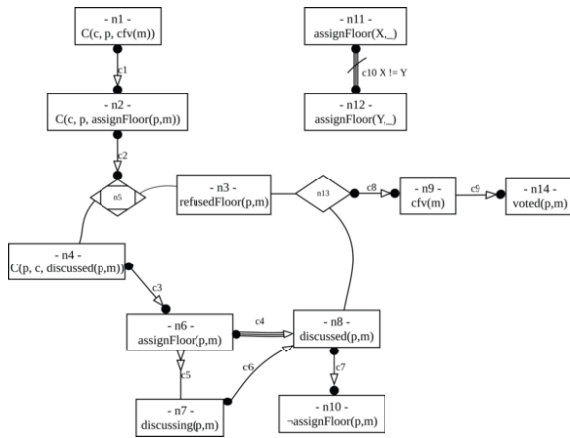 - n1 -
C(c, p, cfv(m))
- n11 -
assignFloor(X,_)
c1
c10 X != Y
- n2 -
C(c, p, assignFloor(p,m))
- n12 -
assignFloor(Y,_)
c2
n5
- n3 -
refusedFloor(p,m)
n13
c8
- n9 -
cfv(m)
c9
- n14 -
voted(p,m)
- n4 -
C(p, c, discussed(p,m))
c3
- n6 -
assignFloor(p,m)
c4
- n8 -
discussed(p,m)
c5
c6
c7
- n7 -
discussing(p,m)
- n10 -
¬assignFloor(p,m)